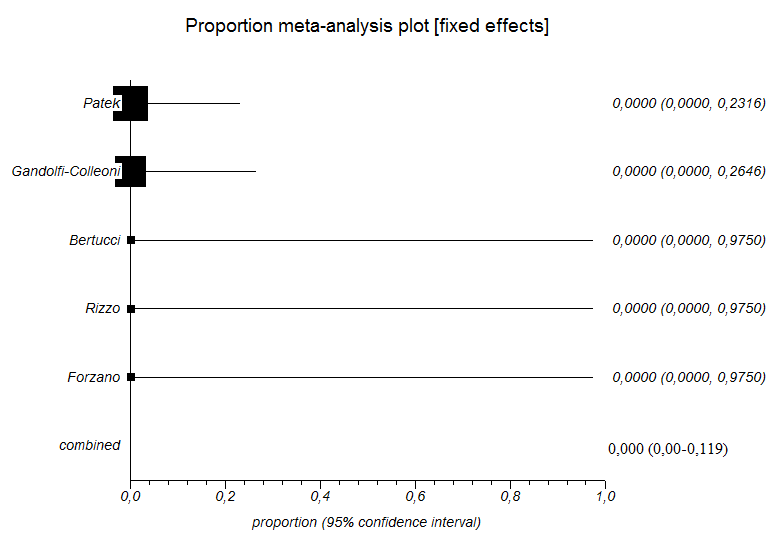 Proportion meta-analysis plot [fixed effects]
Patek 0,0000 (0,0000, 0,2316)
Gandolfi-Colleoni 0,0000 (0,0000, 0,2646)
Bertucci 0,0000 (0,0000, 0,9750)
Rizzo 0,0000 (0,0000, 0,9750)
Forzano 0,0000 (0,0000, 0,9750)
combined 0,000 (0,00-0,119)
0,0 0,2 0,4 0,6 0,8 1,0
proportion (95% confidence interval)